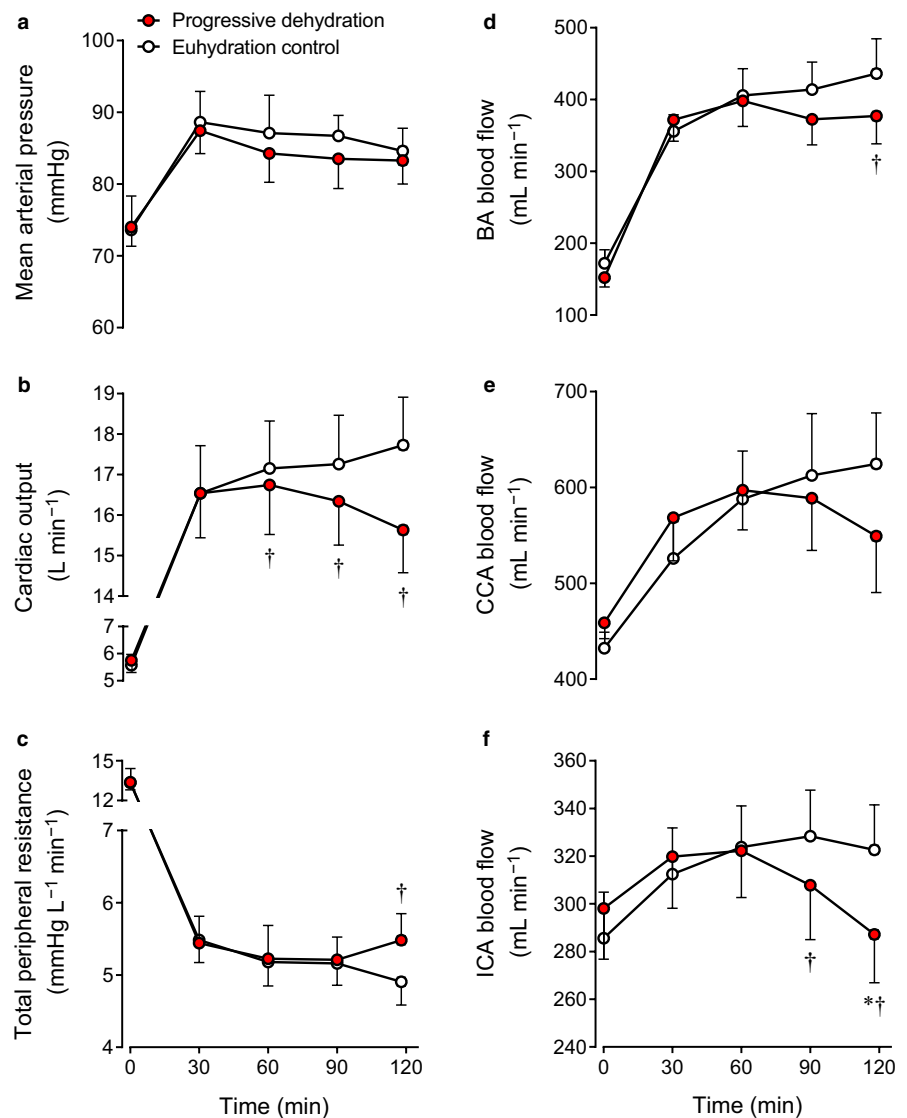 a
Progressive dehydration
Euhydration control
Mean arterial pressure
(mmHg)
100
90
80
70
60
b
Cardiac output
(L min⁻¹)
19
18
17
16
15
14
7
6
5
†
†
†
c
Total peripheral resistance
(mmHg L⁻¹ min⁻¹)
15
12
7
6
5
4
†
0
30
60
90
120
Time (min)
d
BA blood flow
(mL min⁻¹)
500
400
300
200
100
†
e
CCA blood flow
(mL min⁻¹)
700
600
500
400
f
ICA blood flow
(mL min⁻¹)
360
340
320
300
280
260
240
†
*†
0
30
60
90
120
Time (min)